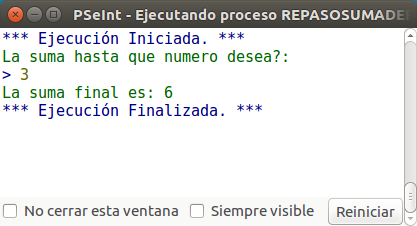 PSeInt - Ejecutando proceso REPASOSUMADE
*** Ejecución Iniciada. ***
La suma hasta que numero desea?:
> 3
La suma final es: 6
*** Ejecución Finalizada. ***
No cerrar esta ventana
Siempre visible
Reiniciar